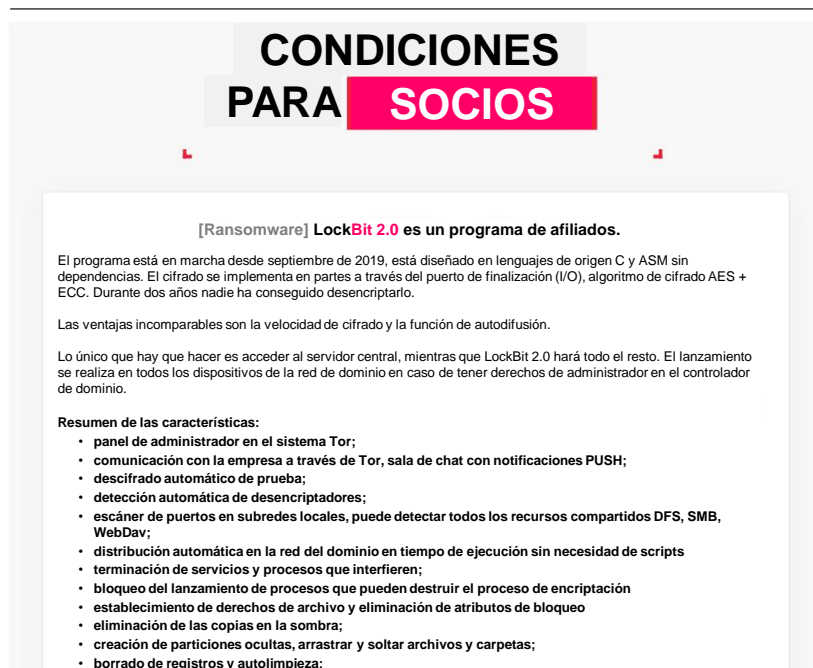 CONDICIONES
PARA SOCIOS
[Ransomware] LockBit 2.0 es un programa de afiliados.
El programa está en marcha desde septiembre de 2019, está diseñado en lenguajes de origen C y ASM sin
dependencias. El cifrado se implementa en partes a través del puerto de finalización (I/O), algoritmo de cifrado AES +
ECC. Durante dos años nadie ha conseguido desencriptarlo.
Las ventajas incomparables son la velocidad de cifrado y la función de autodifusión.
Lo único que hay que hacer es acceder al servidor central, mientras que LockBit 2.0 hará todo el resto. El lanzamiento
se realiza en todos los dispositivos de la red de dominio en caso de tener derechos de administrador en el controlador
de dominio.
Resumen de las características:
• panel de administrador en el sistema Tor;
• comunicación con la empresa a través de Tor, sala de chat con notificaciones PUSH;
• descifrado automático de prueba;
• detección automática de desencriptadores;
• escáner de puertos en subredes locales, puede detectar todos los recursos compartidos DFS, SMB,
WebDav;
• distribución automática en la red del dominio en tiempo de ejecución sin necesidad de scripts
• terminación de servicios y procesos que interfieren;
• bloqueo del lanzamiento de procesos que pueden destruir el proceso de encriptación
• establecimiento de derechos de archivo y eliminación de atributos de bloqueo
• eliminación de las copias en la sombra;
• creación de particiones ocultas, arrastrar y soltar archivos y carpetas;
• borrado de registros y autolimpieza;